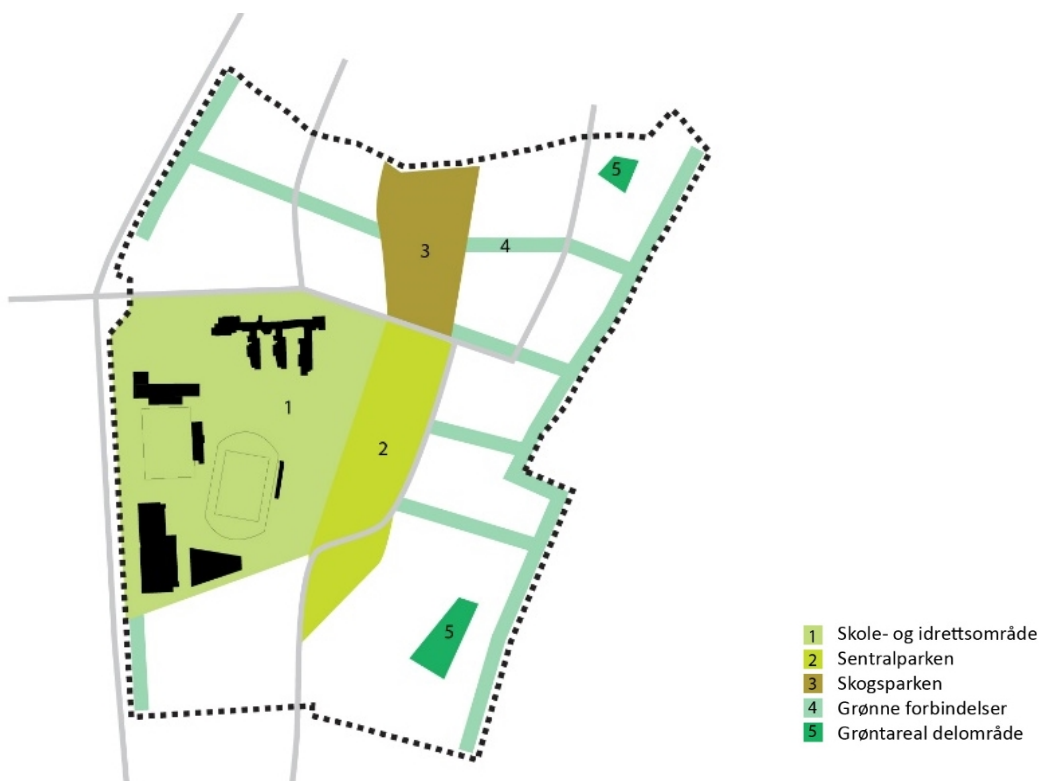 5
3
4
1
2
5
1 Skole- og idrettsområde
2 Sentralparken
3 Skogsparken
4 Grønne forbindelser
5 Grøntareal delområde